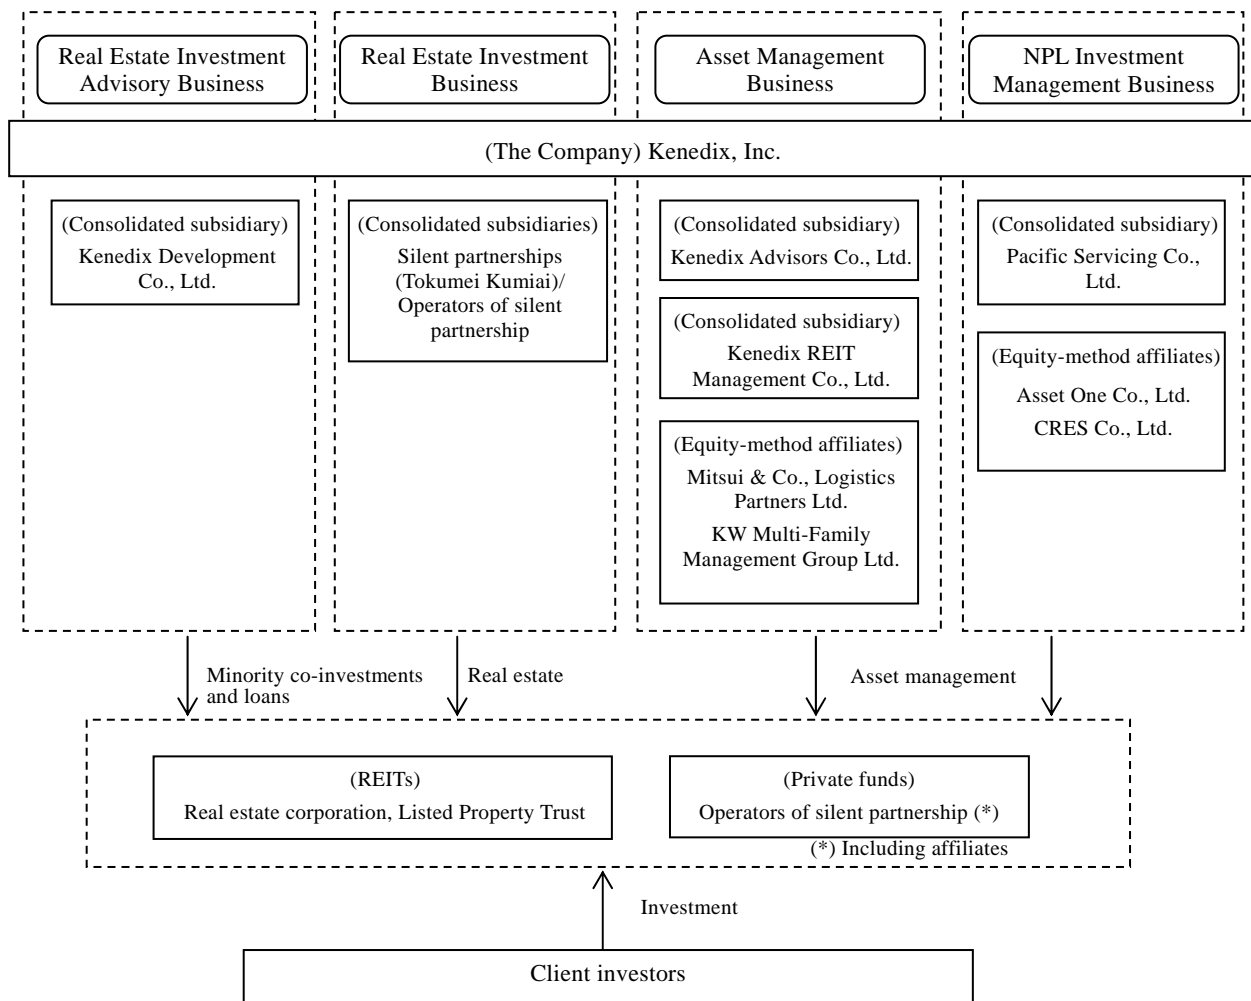 Real Estate Investment
Advisory Business
Real Estate Investment
Business
Asset Management
Business
NPL Investment
Management Business
(The Company) Kenedix, Inc.
(Consolidated subsidiary)
Kenedix Development
Co., Ltd.
(Consolidated subsidiaries)
Silent partnerships
(Tokumei Kumiai)/
Operators of silent
partnership
(Consolidated subsidiary)
Kenedix Advisors Co., Ltd.
(Consolidated subsidiary)
Kenedix REIT
Management Co., Ltd.
(Equity-method affiliates)
Mitsui & Co., Logistics
Partners Ltd.
KW Multi-Family
Management Group Ltd.
(Consolidated subsidiary)
Pacific Servicing Co.,
Ltd.
(Equity-method affiliates)
Asset One Co., Ltd.
CRES Co., Ltd.
Minority co-investments
and loans
Real estate
Asset management
(REITs)
Real estate corporation, Listed Property Trust
(Private funds)
Operators of silent partnership (*)
(*) Including affiliates
Investment
Client investors